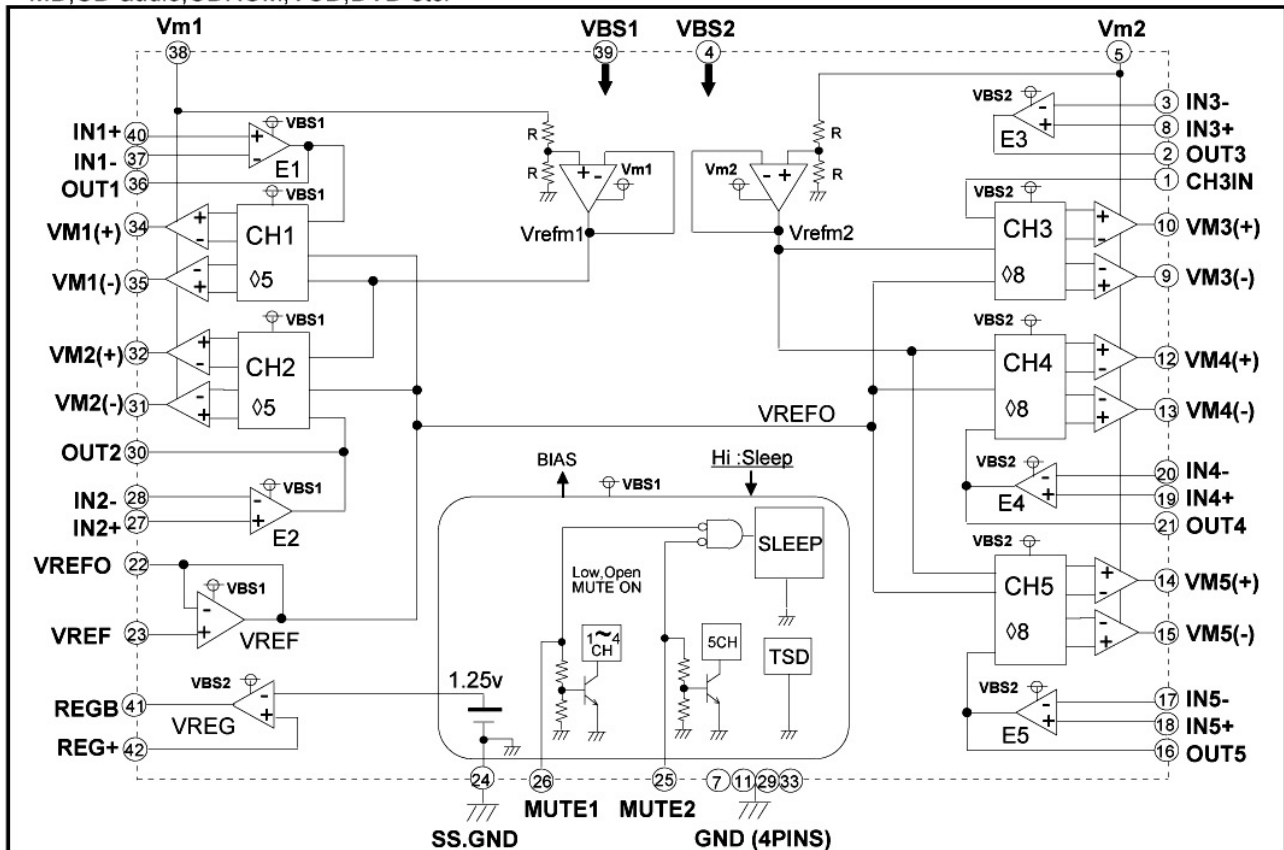 MD,CD-audio,CDROM,VCD,DVD etc.
Vm1
VBS1
VBS2
Vm2
38
39
4
5
IN1+ 40
IN1- 37
OUT1 36
VBS1
+
-
E1
VM1(+) 34
VM1(-) 35
+
-
-
+
VBS1
CH1
◊5
VM2(+) 32
VM2(-) 31
+
-
-
+
VBS1
CH2
◊5
OUT2 30
IN2- 28
IN2+ 27
VBS1
-
+
E2
VREFO 22
VREF 23
VBS1
-
+
VREF
REGB 41
REG+ 42
VBS2
-
+
VREG
R
R
+ -
Vm1
Vrefm1
R
R
- +
Vm2
Vrefm2
VREFO
BIAS
VBS1
Hi :Sleep
SLEEP
Low,Open
MUTE ON
1~4
CH
5CH
TSD
1.25v
VBS2
-
+
E3
3 IN3-
8 IN3+
2 OUT3
1 CH3IN
VBS2
CH3
◊8
+
-
-
+
10 VM3(+)
9 VM3(-)
VBS2
CH4
◊8
+
-
-
+
12 VM4(+)
13 VM4(-)
VBS2
-
+
E4
20 IN4-
19 IN4+
21 OUT4
VBS2
CH5
◊8
+
-
-
+
14 VM5(+)
15 VM5(-)
VBS2
-
+
E5
17 IN5-
18 IN5+
16 OUT5
24
26
25
7 11 29 33
SS.GND
MUTE1
MUTE2
GND (4PINS)